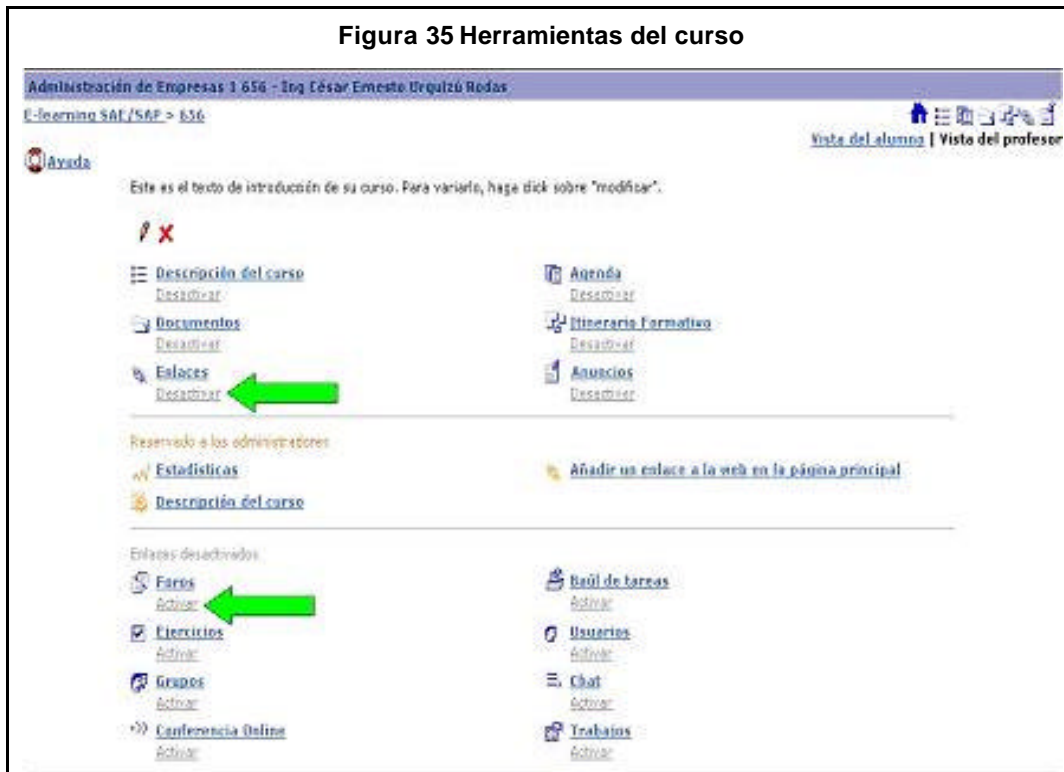 Figura 35 Herramientas del curso
Administración de Empresas 1 656 - Ing César Ernesto Urquizú Rodas
E-learning SAE/SAP > 656
Vista del alumno | Vista del profesor
Ayuda
Este es el texto de introducción de su curso. Para variarlo, haga click sobre "modificar".
Descripción del curso Agenda
Desactivar Desactivar
Documentos Itinerario Formativo
Desactivar Desactivar
Enlaces Anuncios
Desactivar Desactivar
Reservado a los administradores
Estadísticas Añadir un enlace a la web en la página principal
Descripción del curso
Enlaces desactivados
Foros Baúl de tareas
Activar Activar
Ejercicios Usuarios
Activar Activar
Grupos Chat
Activar Activar
Conferencia Online Trabajos
Activar Activar